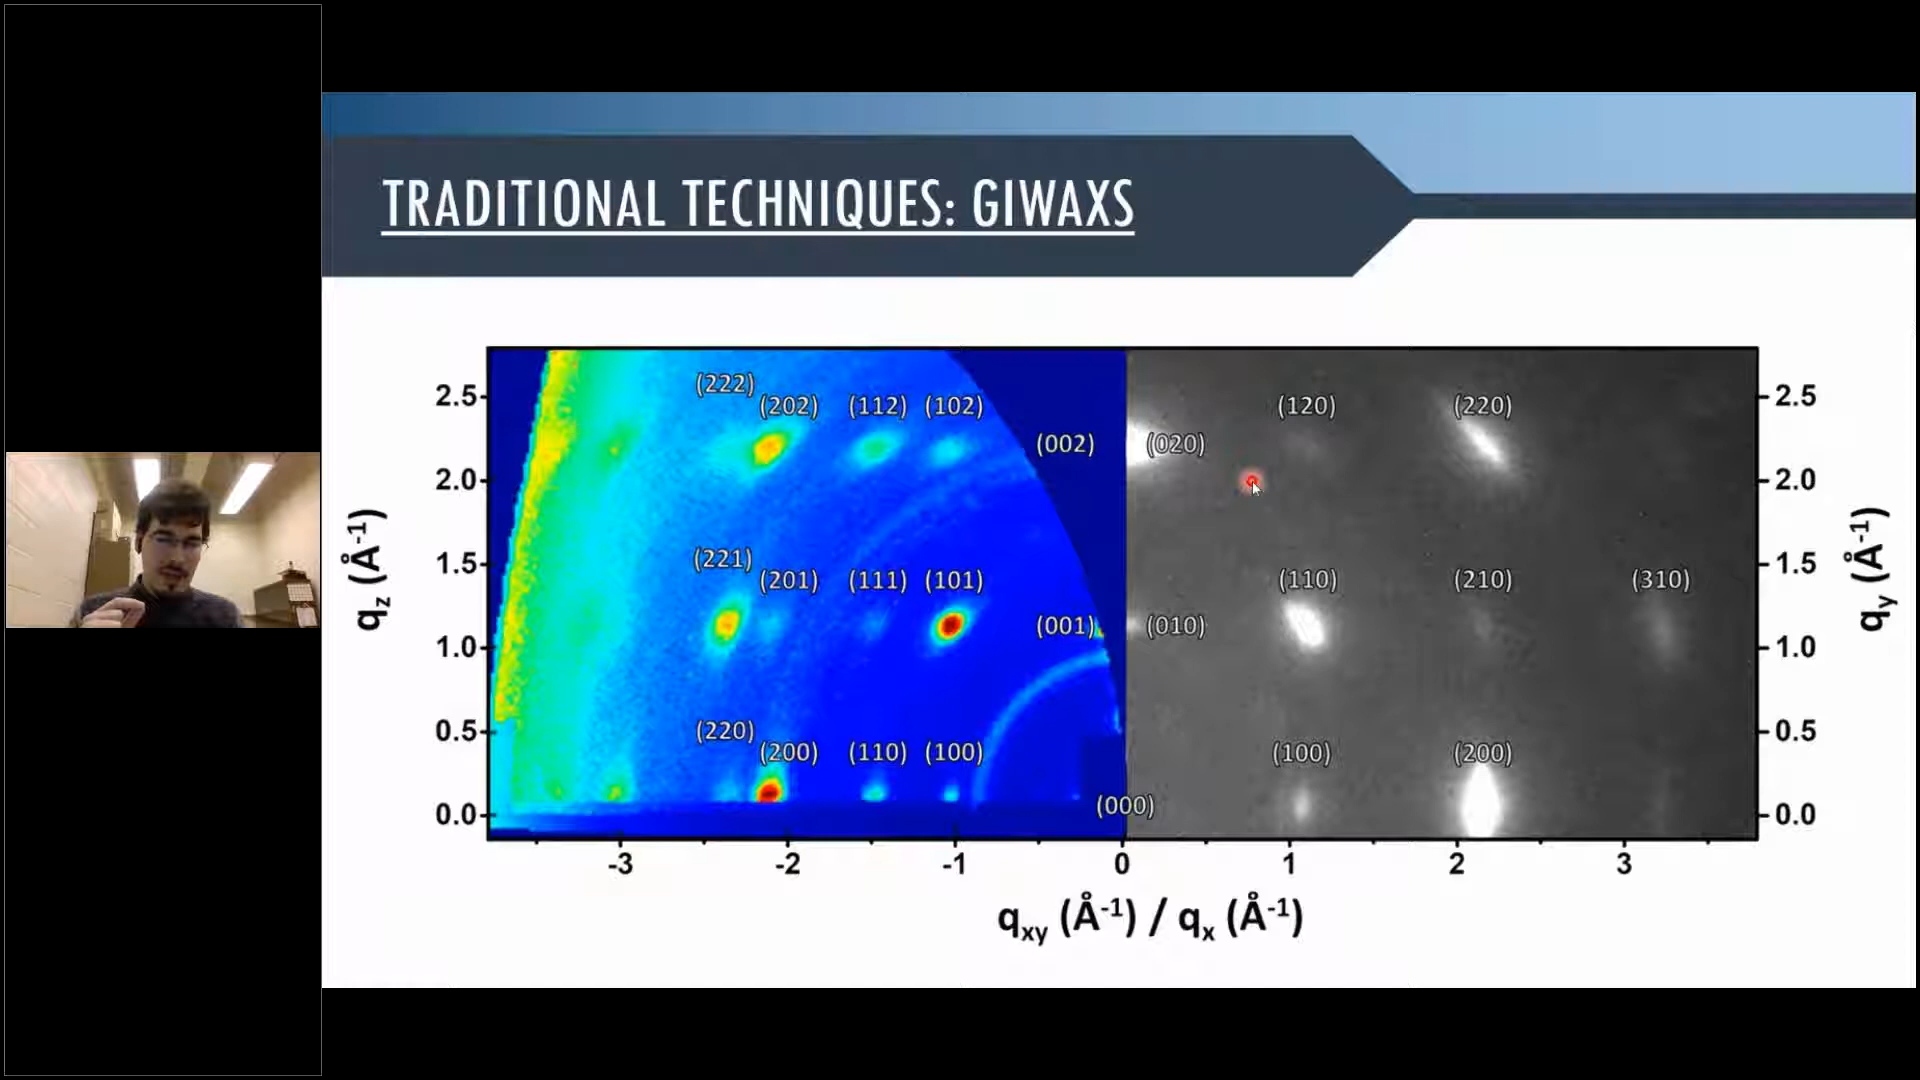 TRADITIONAL TECHNIQUES: GIWAXS
2.5 (222) (202) (112) (102) (120) (220) 2.5
(002) (020)
2.0 2.0
1.5 (221) (201) (111) (101) (110) (210) (310) 1.5
(001) (010)
1.0 1.0
0.5 (220) (200) (110) (100) (100) (200) 0.5
0.0 (000) 0.0
qz (Å-1)
qy (Å-1)
-3 -2 -1 0 1 2 3
qxy (Å-1) / qx (Å-1)